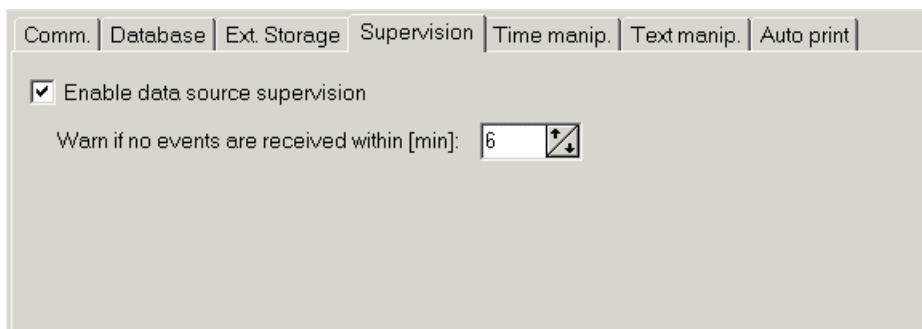 Comm. Database Ext. Storage Supervision Time manip. Text manip. Auto print
Enable data source supervision
Warn if no events are received within [min]: 6